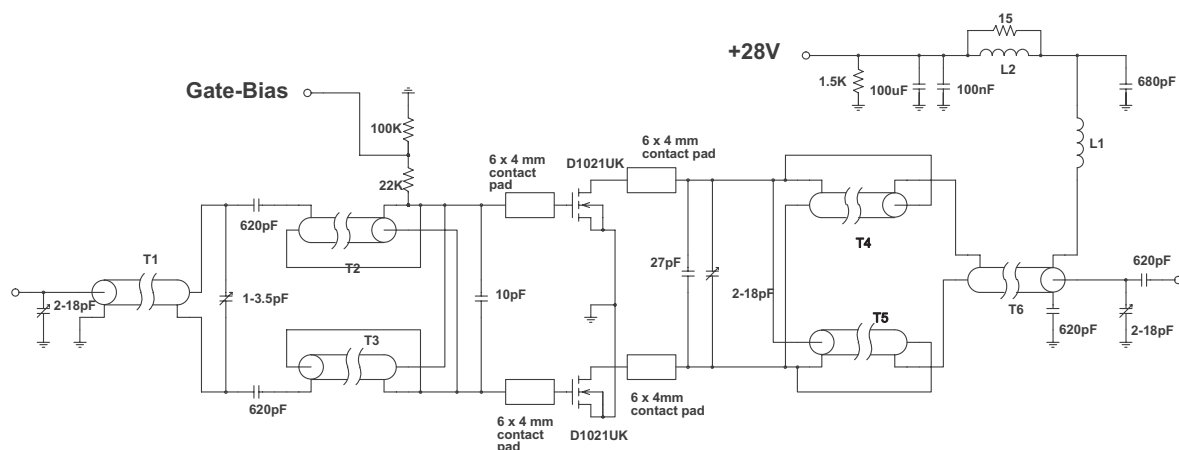 15
+28V
L2
1.5K
100uF
100nF
680pF
Gate-Bias
100K
L1
6 x 4 mm
contact
pad
D1021UK
6 x 4 mm
contact pad
22K
620pF
T2
T4
T1
27pF
2-18pF
620pF
2-18pF
1-3.5pF
10pF
T6
T5
620pF
2-18pF
T3
620pF
6 x 4 mm
contact
pad
D1021UK
6 x 4mm
contact pad